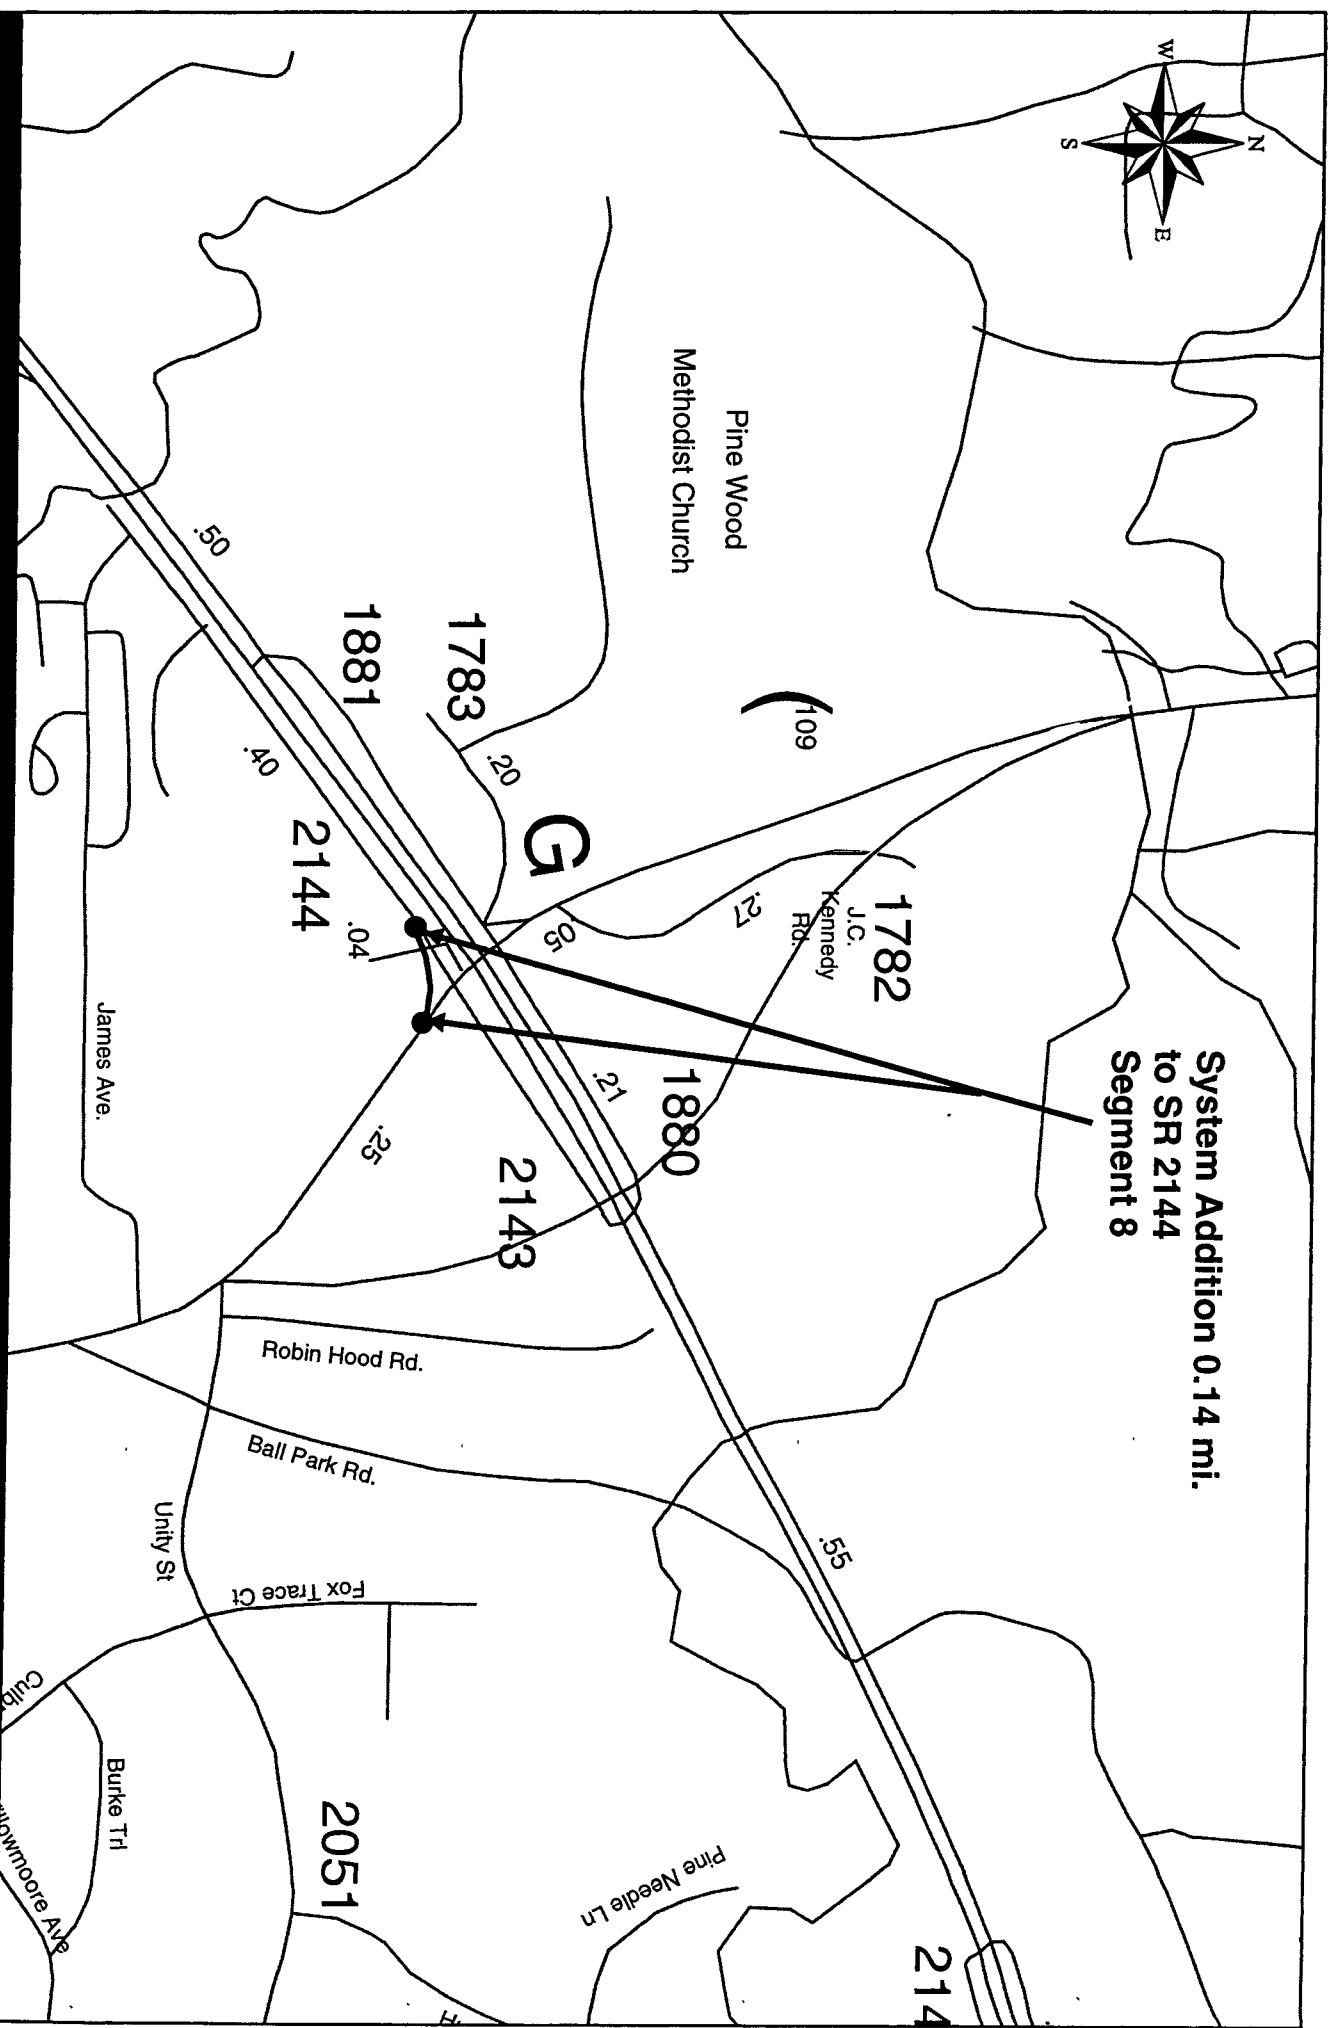 W
N
S
E
System Addition 0.14 mi.
to SR 2144
Segment 8
Pine Wood
Methodist Church
109
1782
J.C.
Kennedy
Rd.
.27
G
1783
.20
.05
1881
.50
.40
2144
.04
.21
1880
2143
.25
James Ave.
Robin Hood Rd.
Ball Park Rd.
.55
Unity St
Fox Trace Ct
2051
Pine Needle Ln
214
Burke Trl